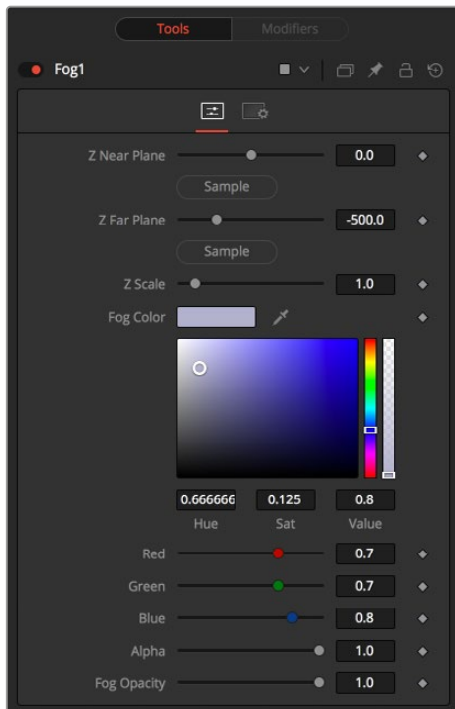 Tools Modifiers
Fog1
Z Near Plane 0.0
Sample
Z Far Plane -500.0
Sample
Z Scale 1.0
Fog Color
0.666666 0.125 0.8
Hue Sat Value
Red 0.7
Green 0.7
Blue 0.8
Alpha 1.0
Fog Opacity 1.0